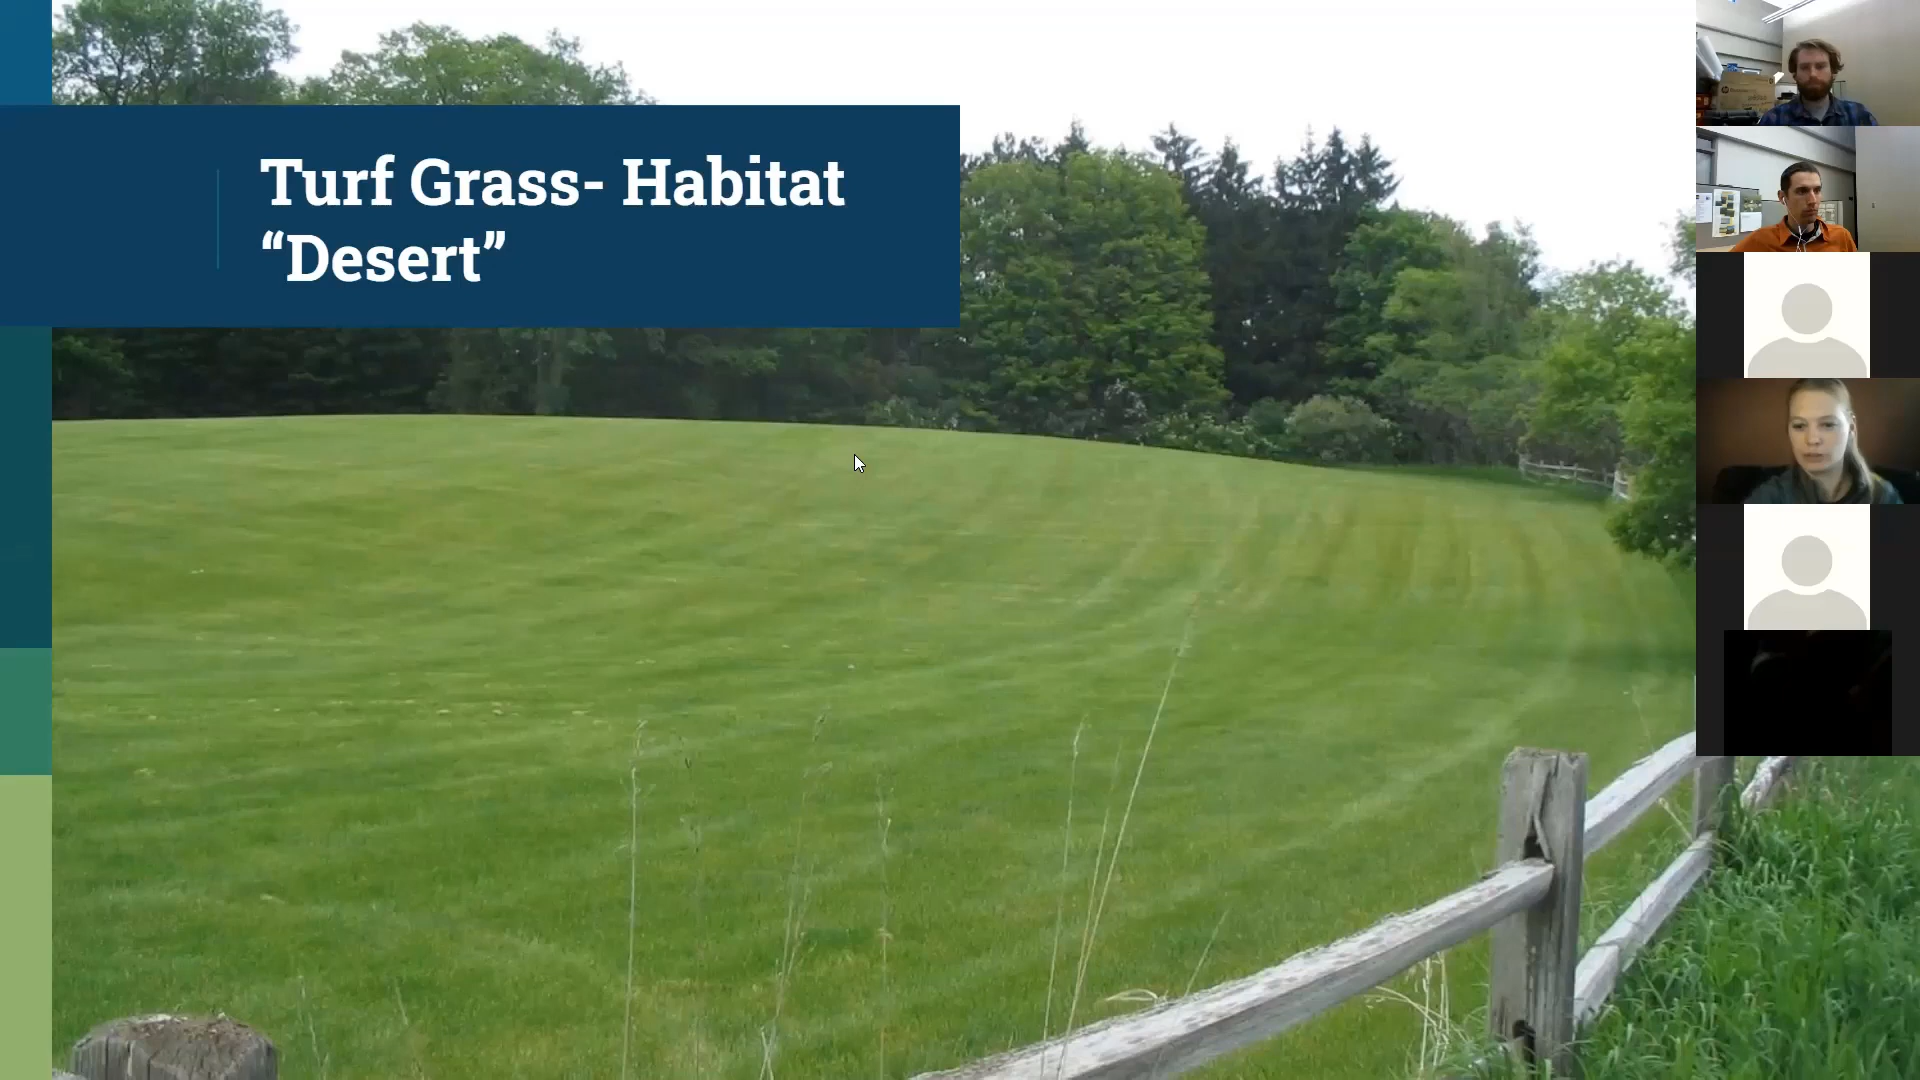 Turf Grass- Habitat
“Desert”